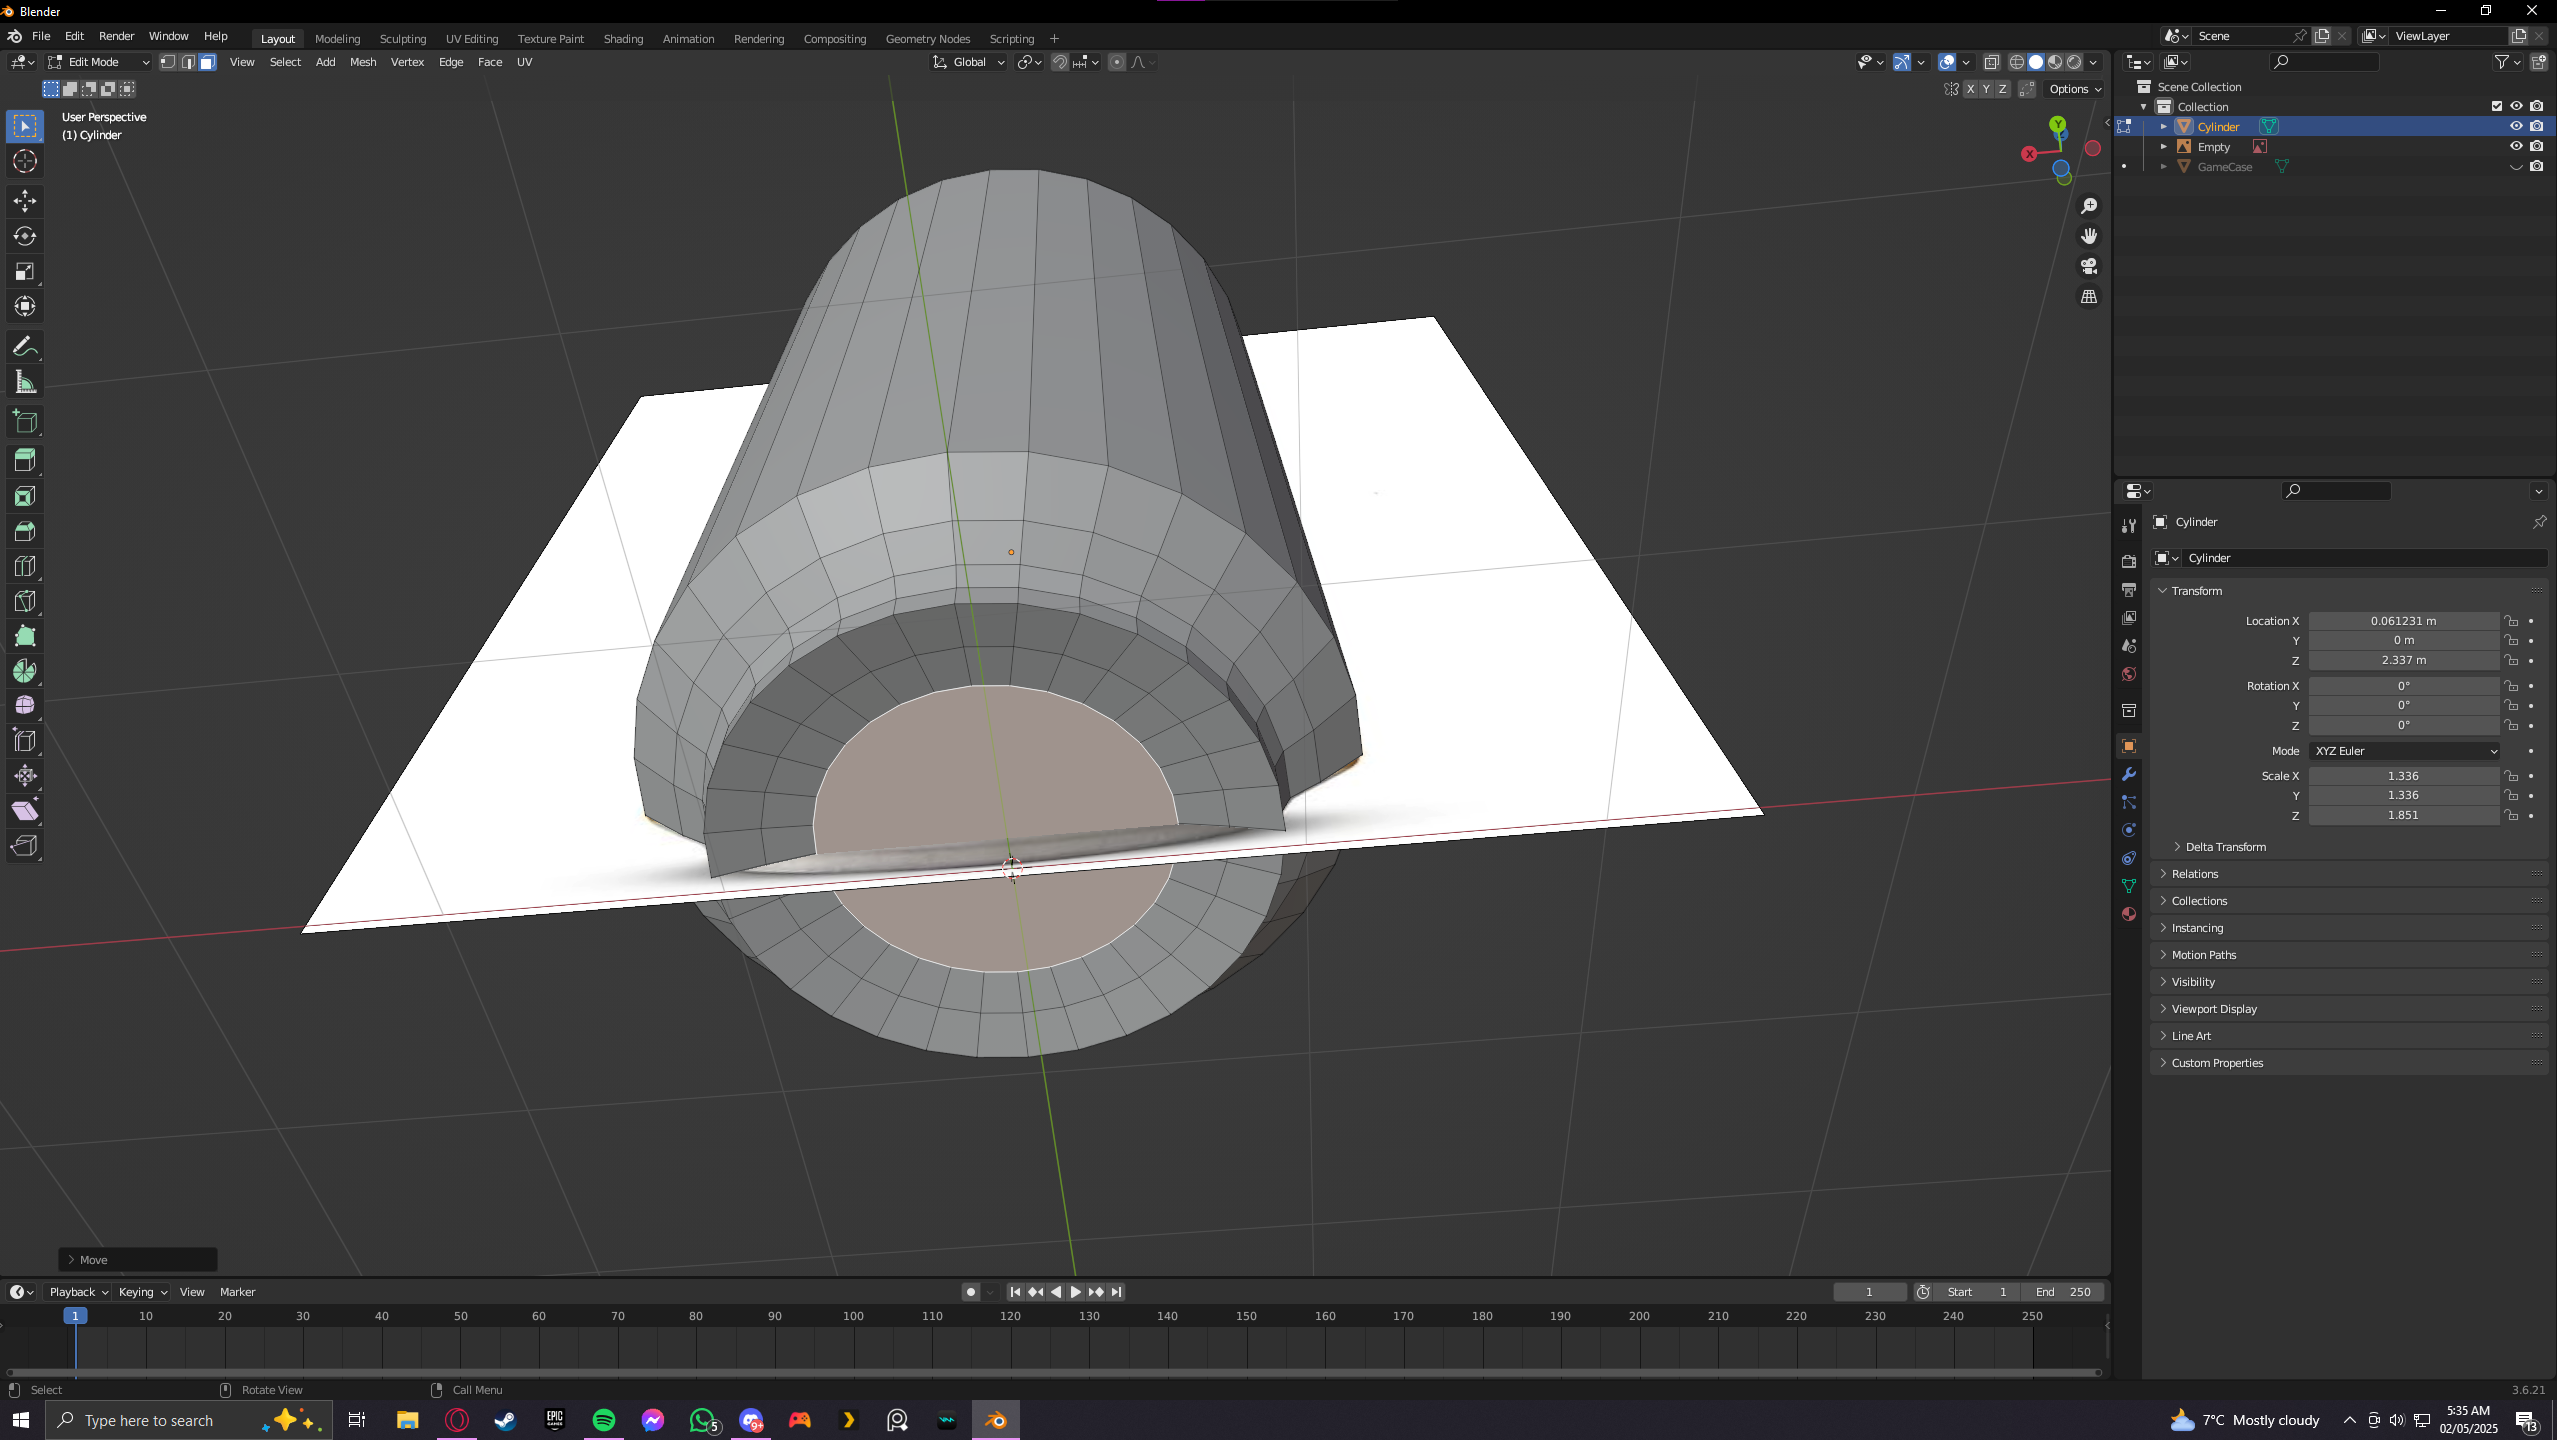 Blender
File Edit Render Window Help Layout Modeling Sculpting UV Editing Texture Paint Shading Animation Rendering Compositing Geometry Nodes Scripting + Scene ViewLayer
Edit Mode View Select Add Mesh Vertex Edge Face UV Global
X Y Z Options
User Perspective
(1) Cylinder
Y
X
Scene Collection
Collection
Cylinder
Empty
GameCase
Cylinder
Cylinder
Transform
Location X 0.061231 m
Y 0 m
Z 2.337 m
Rotation X 0°
Y 0°
Z 0°
Mode XYZ Euler
Scale X 1.336
Y 1.336
Z 1.851
Delta Transform
Relations
Collections
Instancing
Motion Paths
Visibility
Viewport Display
Line Art
Custom Properties
Move
Playback Keying View Marker 1 Start 1 End 250
1 10 20 30 40 50 60 70 80 90 100 110 120 130 140 150 160 170 180 190 200 210 220 230 240 250
Select Rotate View Call Menu 3.6.21
Type here to search EPIC GAMES 5 9+ 7°C Mostly cloudy 5:35 AM
02/05/2025 13